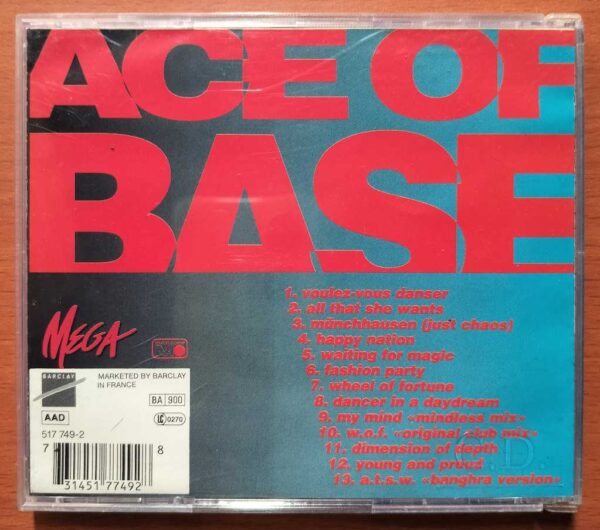 ACE OF
BASE
1. voulez-vous danser
2. all that she wants
3. münchhausen (just chaos)
4. happy nation
5. waiting for magic
6. fashion party
7. wheel of fortune
8. dancer in a daydream
9. my mind «mindless mix»
10. w.o.f. «original club mix»
11. dimension of depth
12. young and proud
13. a.t.s.w. «banghra version»
MEGA
BARCLAY
MARKETED BY BARCLAY
IN FRANCE
AAD
BA 900
LC 0270
517 749-2
7 31451 77492 8
C.D.